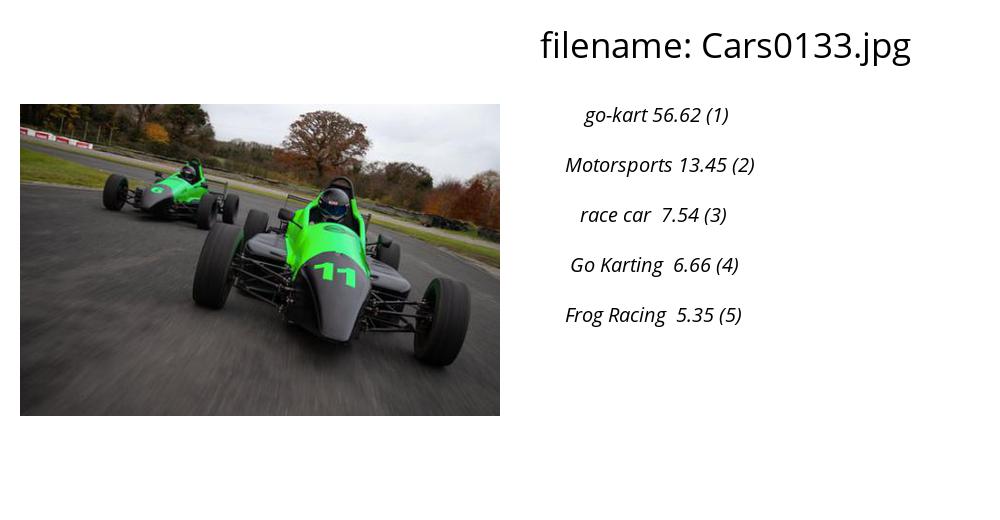 filename: Cars0133.jpg
go-kart 56.62 (1)
Motorsports 13.45 (2)
race car 7.54 (3)
Go Karting 6.66 (4)
Frog Racing 5.35 (5)
6
11